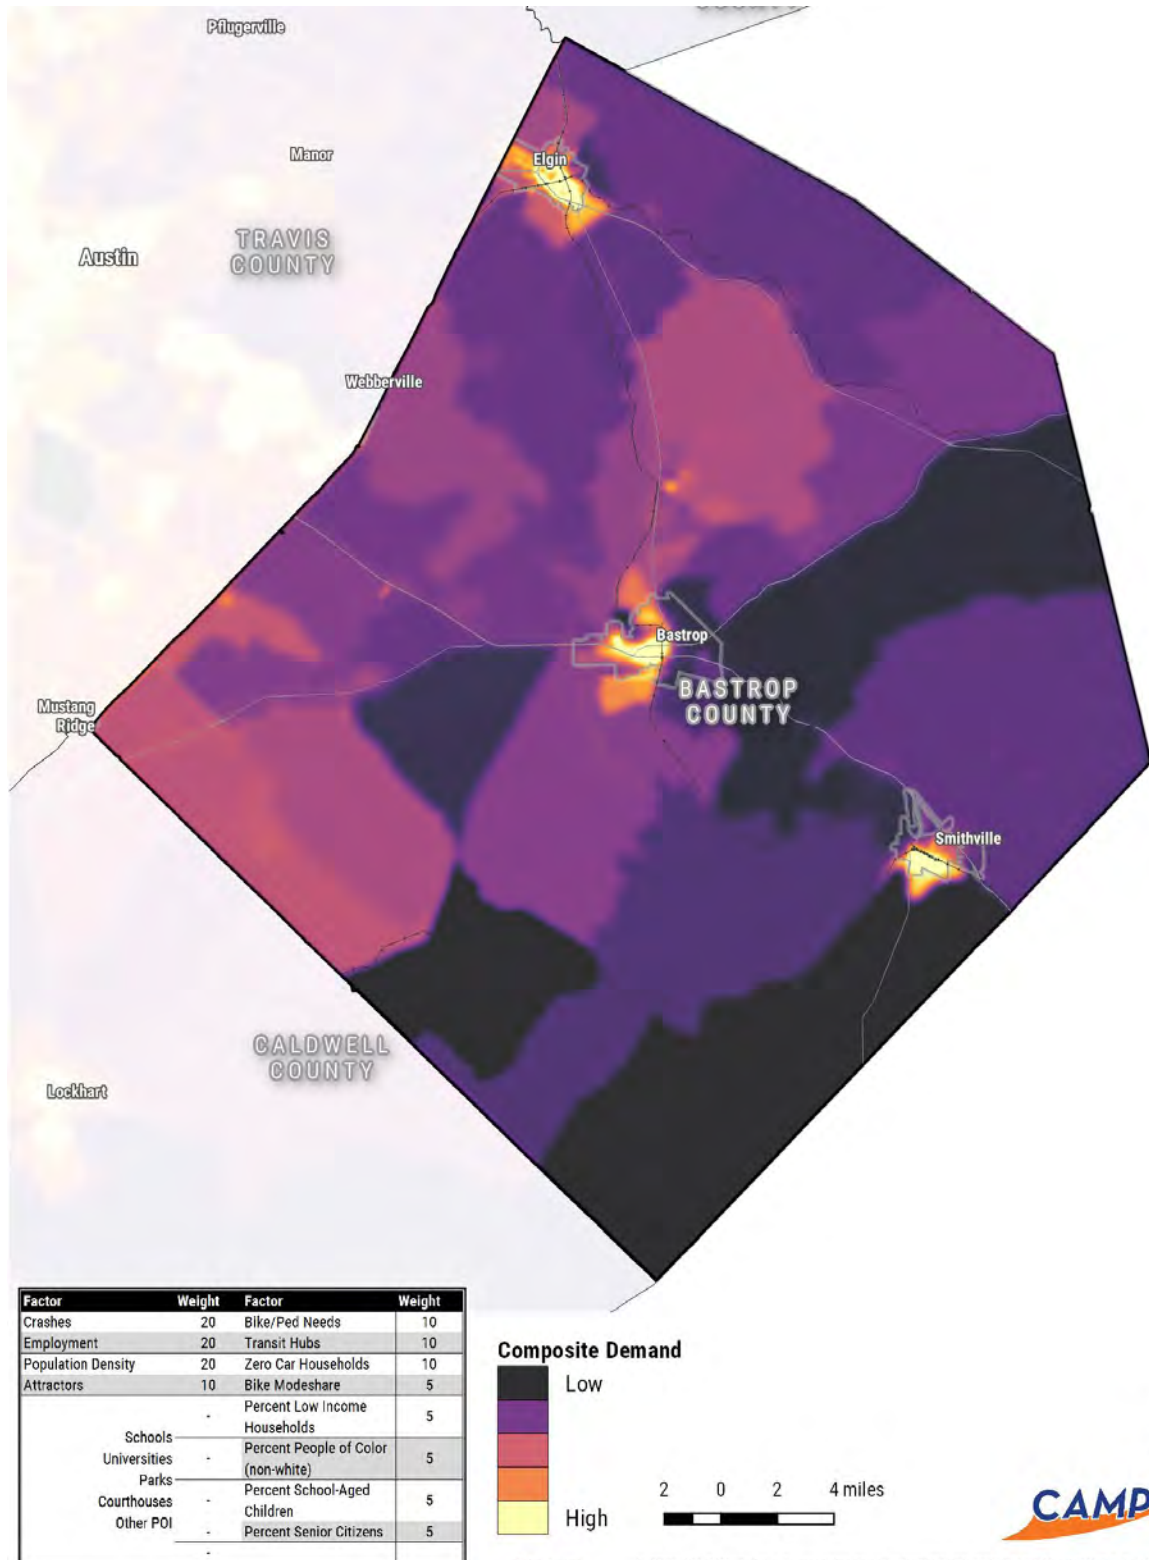 Pflugerville
Manor
Elgin
TRAVIS
COUNTY
Austin
Webberville
Bastrop
BASTROP
COUNTY
Mustang
Ridge
Smithville
CALDWELL
COUNTY
Lockhart
Factor Weight Factor Weight
Crashes 20 Bike/Ped Needs 10
Employment 20 Transit Hubs 10
Population Density 20 Zero Car Households 10
Attractors 10 Bike Modeshare 5
Schools - Percent Low Income Households 5
Universities - Percent People of Color (non-white) 5
Parks
Courthouses - Percent School-Aged Children 5
Other POI - Percent Senior Citizens 5
-
Composite Demand
Low
High
2 0 2 4 miles
CAMP